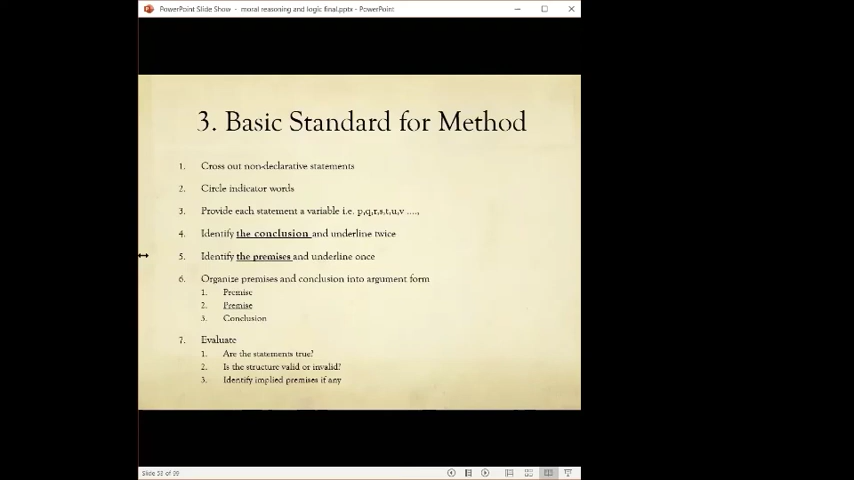 PowerPoint Slide Show - moral reasoning and logic final.pptx - PowerPoint
3. Basic Standard for Method
1. Cross out non-declarative statements
2. Circle indicator words
3. Provide each statement a variable i.e. p,q,r,s,t,u,v ....,
4. Identify the conclusion and underline twice
5. Identify the premises and underline once
6. Organize premises and conclusion into argument form
1. Premise
2. Premise
3. Conclusion
7. Evaluate
1. Are the statements true?
2. Is the structure valid or invalid?
3. Identify implied premises if any
Slide 53 of 99